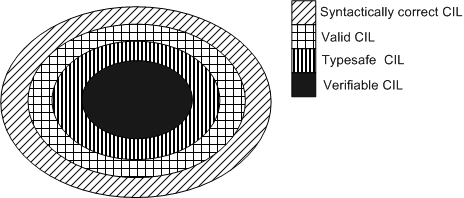 Syntactically correct CIL
Valid CIL
Typesafe CIL
Verifiable CIL